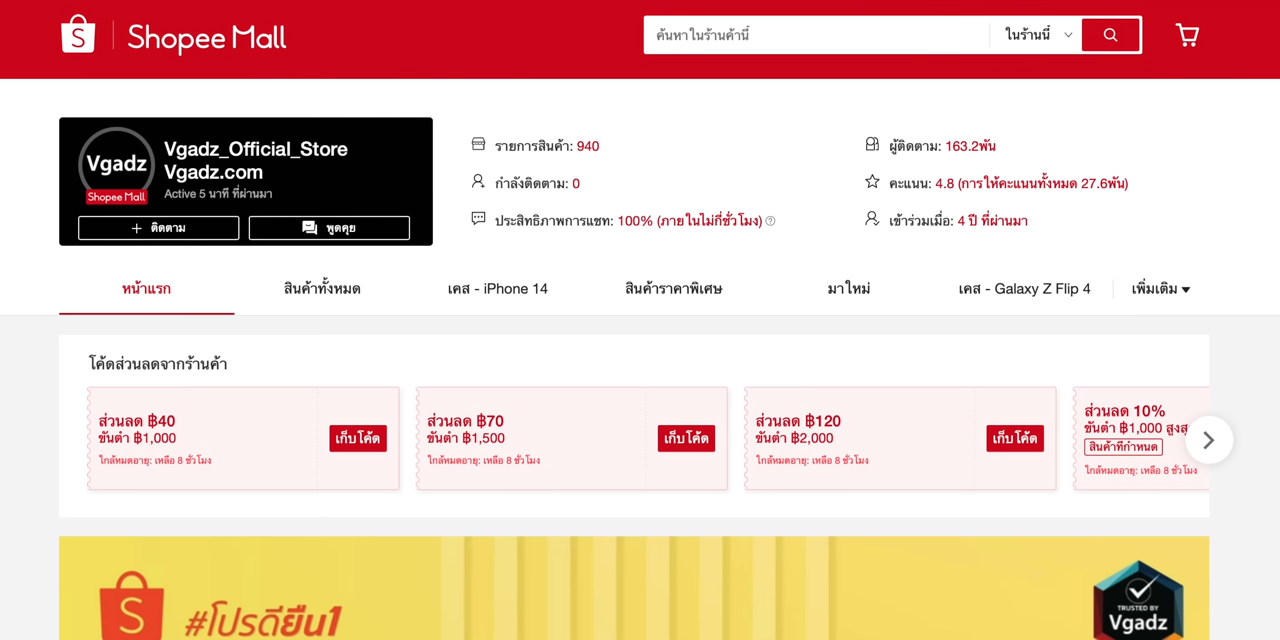 Shopee Mall
ค้นหาในร้านค้านี้
ในร้านนี้
Vgadz
Shopee Mall
Vgadz_Official_Store
Vgadz.com
Active 5 นาที ที่ผ่านมา
+ ติดตาม
พูดคุย
รายการสินค้า: 940
ผู้ติดตาม: 163.2พัน
กำลังติดตาม: 0
คะแนน: 4.8 (การให้คะแนนทั้งหมด 27.6พัน)
ประสิทธิภาพการแชท: 100% (ภายในไม่กี่ชั่วโมง)
เข้าร่วมเมื่อ: 4 ปี ที่ผ่านมา
หน้าแรก
สินค้าทั้งหมด
เคส - iPhone 14
สินค้าราคาพิเศษ
มาใหม่
เคส - Galaxy Z Flip 4
เพิ่มเติม
โค้ดส่วนลดจากร้านค้า
ส่วนลด ฿40
ขั้นต่ำ ฿1,000
ใกล้หมดอายุ: เหลือ 8 ชั่วโมง
เก็บโค้ด
ส่วนลด ฿70
ขั้นต่ำ ฿1,500
ใกล้หมดอายุ: เหลือ 8 ชั่วโมง
เก็บโค้ด
ส่วนลด ฿120
ขั้นต่ำ ฿2,000
ใกล้หมดอายุ: เหลือ 8 ชั่วโมง
เก็บโค้ด
ส่วนลด 10%
ขั้นต่ำ ฿1,000 สูงสุ
สินค้าที่กำหนด
ใกล้หมดอายุ: เหลือ 8 ชั่วโมง
#โปรดียืน1
TRUSTED BY
Vgadz